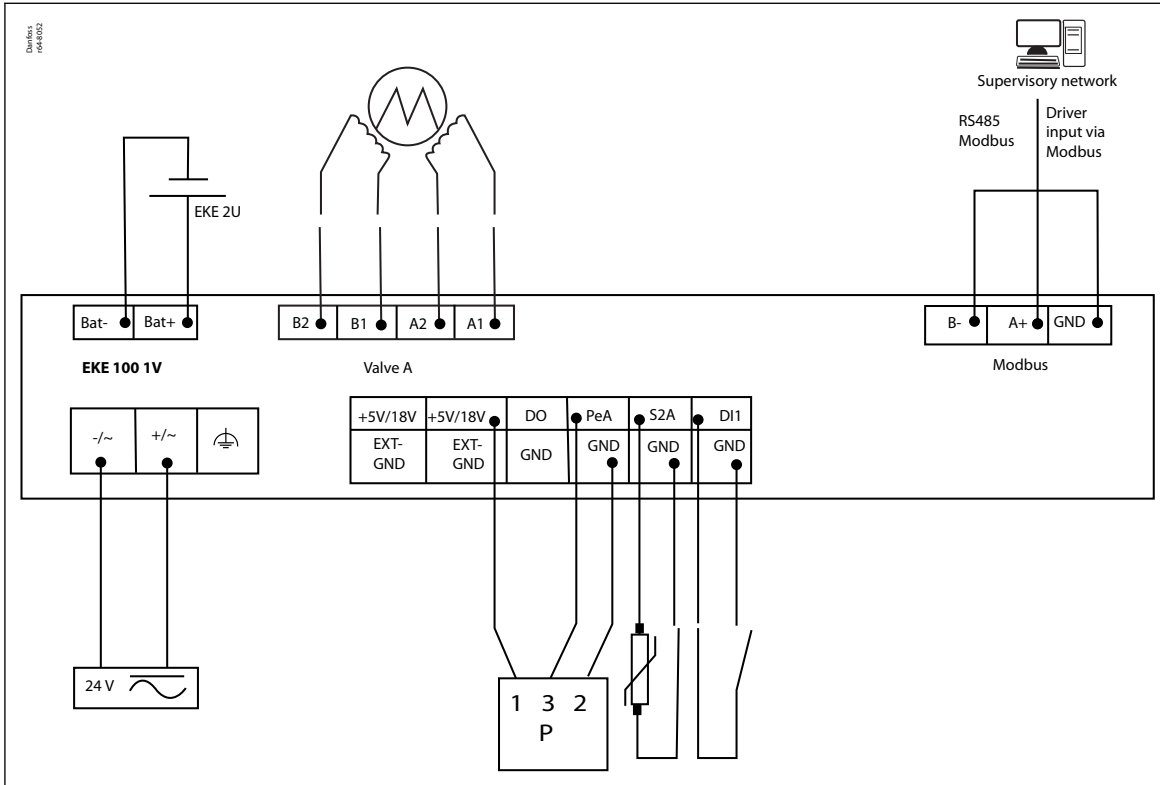 Danfoss
r64-8052
Supervisory network
RS485
Modbus
Driver
input via
Modbus
EKE 2U
Bat- Bat+
B2 B1 A2 A1
B- A+ GND
EKE 100 1V
Valve A
Modbus
-/~ +/~
+5V/18V +5V/18V DO PeA S2A DI1
EXT-
GND
EXT-
GND
GND
GND
GND
GND
24 V
1 3 2
P